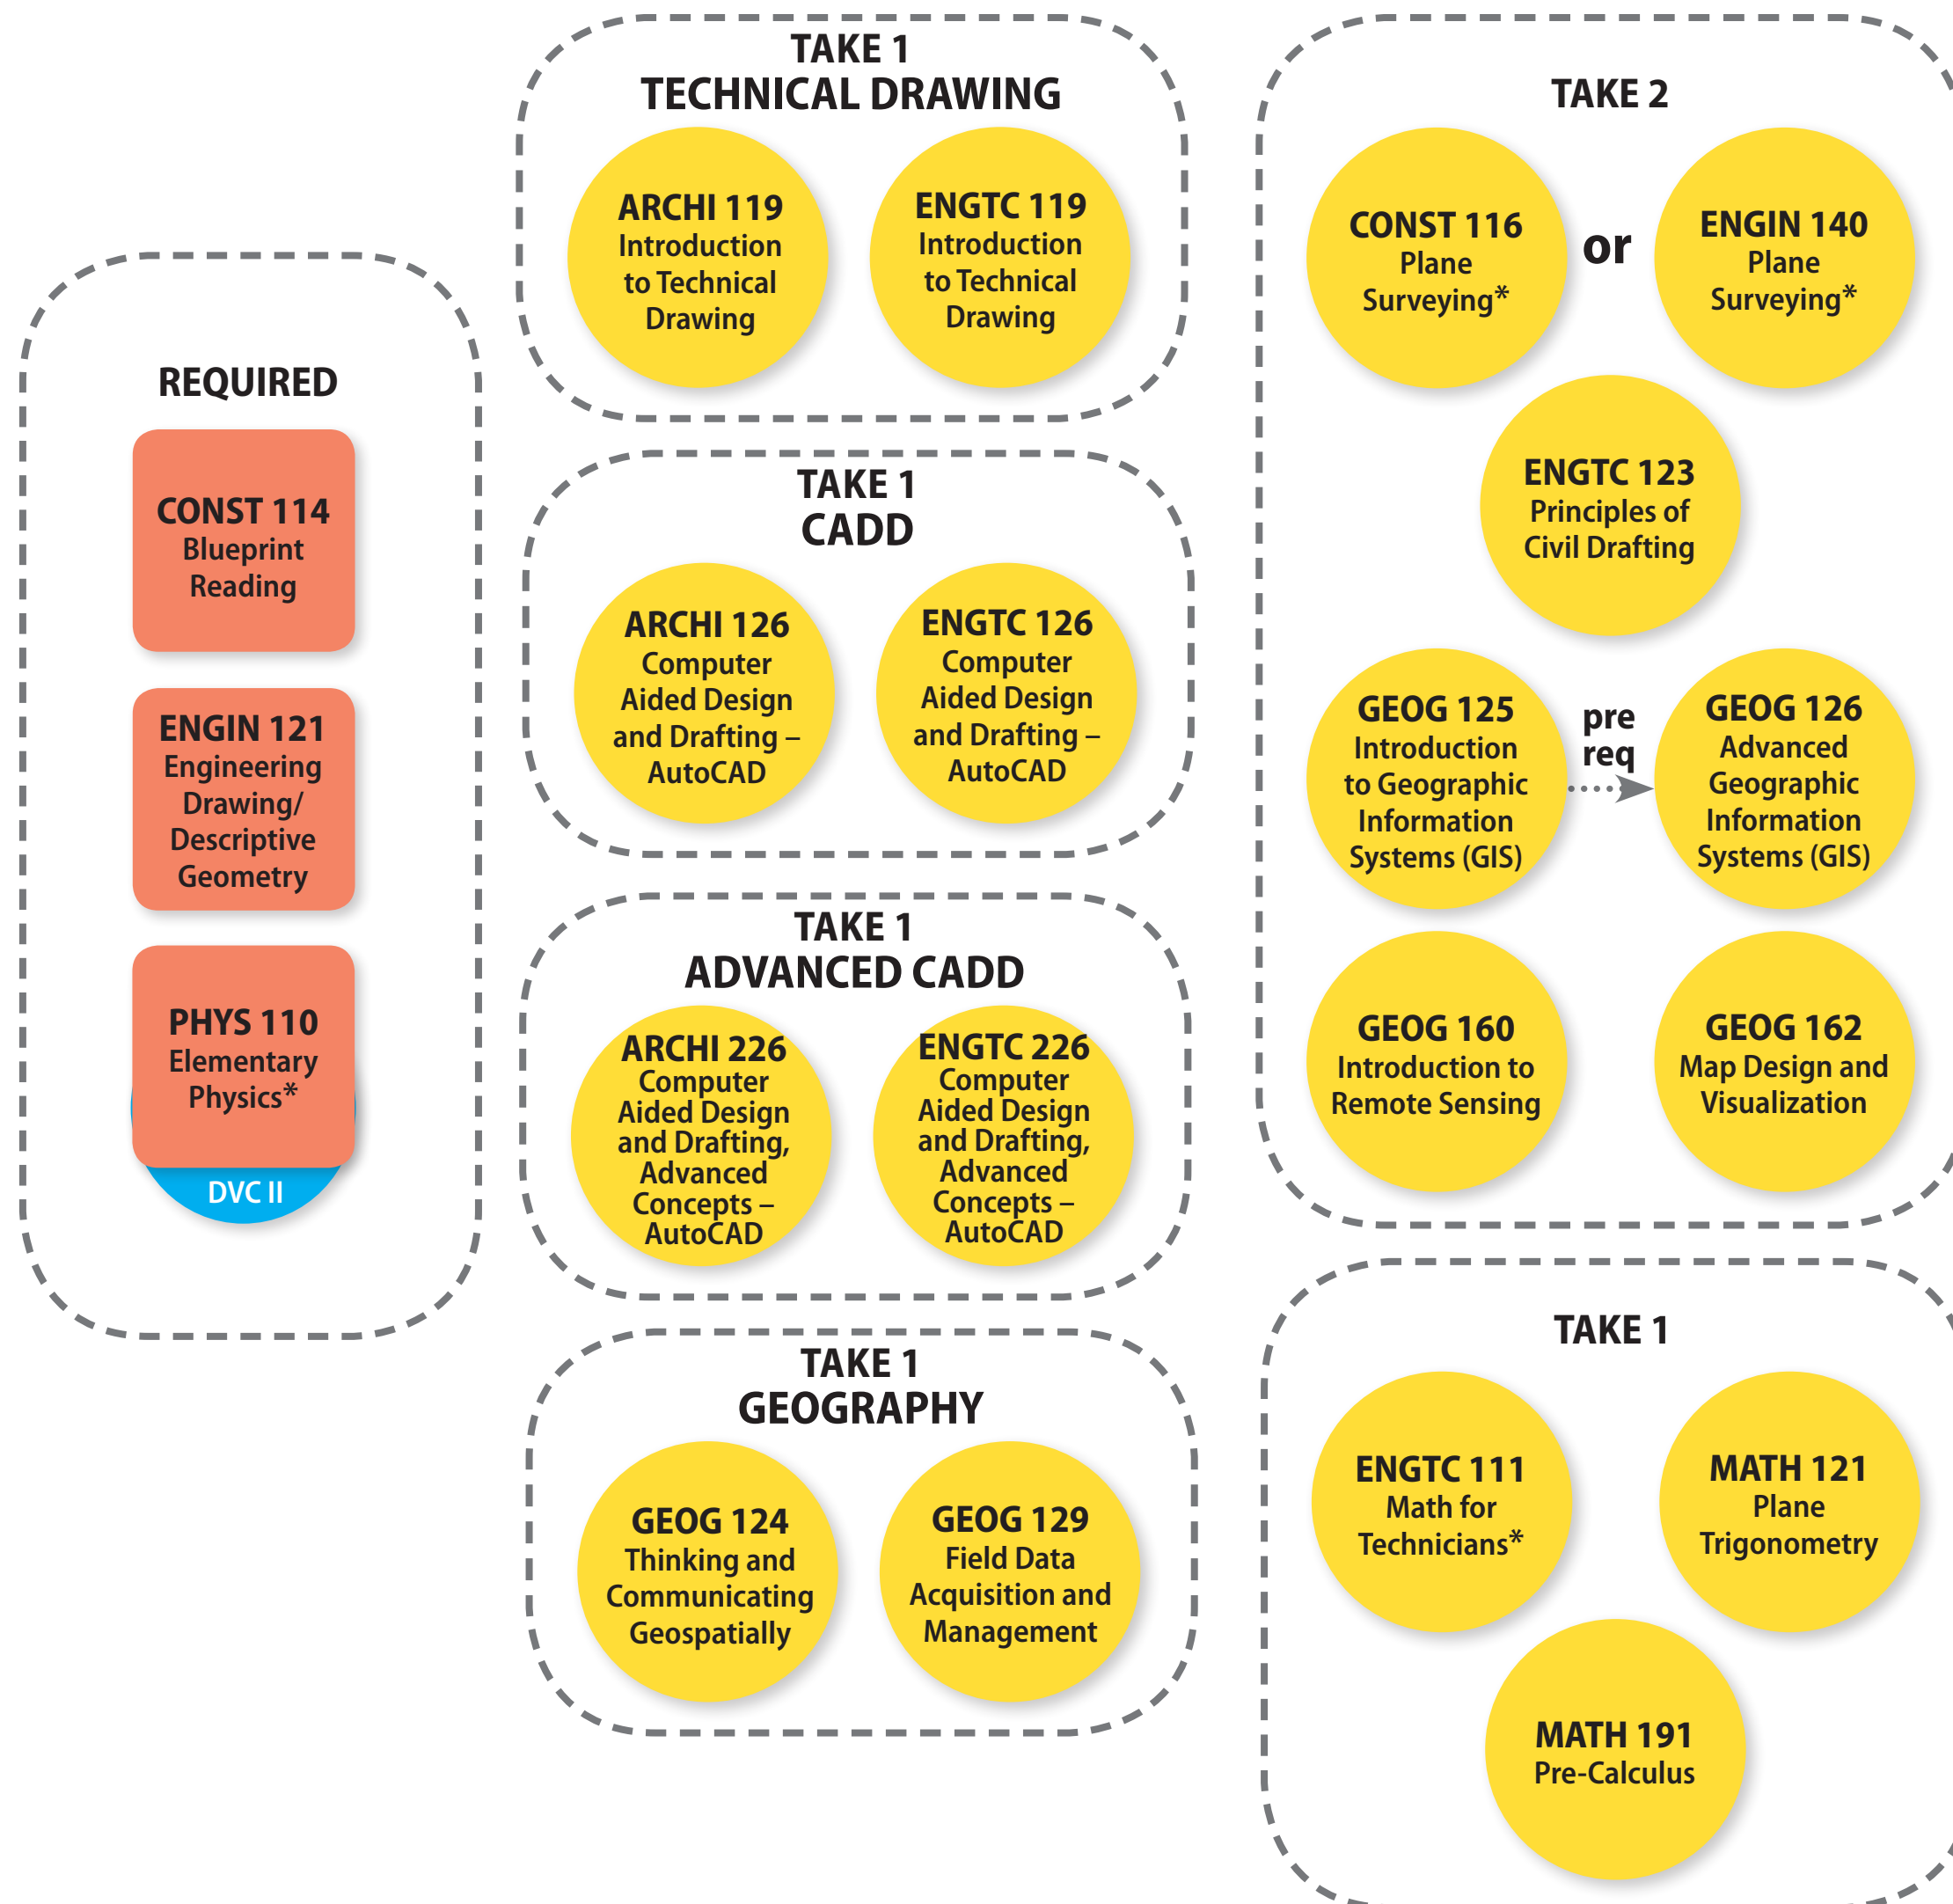 REQUIRED
CONST 114
Blueprint
Reading
ENGIN 121
Engineering
Drawing/
Descriptive
Geometry
PHYS 110
Elementary
Physics*
DVC II
TAKE 1
TECHNICAL DRAWING
ARCHI 119
Introduction
to Technical
Drawing
ENGTC 119
Introduction
to Technical
Drawing
TAKE 1
CADD
ARCHI 126
Computer
Aided Design
and Drafting –
AutoCAD
ENGTC 126
Computer
Aided Design
and Drafting –
AutoCAD
TAKE 1
ADVANCED CADD
ARCHI 226
Computer
Aided Design
and Drafting,
Advanced
Concepts –
AutoCAD
ENGTC 226
Computer
Aided Design
and Drafting,
Advanced
Concepts –
AutoCAD
TAKE 1
GEOGRAPHY
GEOG 124
Thinking and
Communicating
Geospatially
GEOG 129
Field Data
Acquisition and
Management
TAKE 2
CONST 116
Plane
Surveying*
or
ENGIN 140
Plane
Surveying*
ENGTC 123
Principles of
Civil Drafting
GEOG 125
Introduction
to Geographic
Information
Systems (GIS)
pre
req
GEOG 126
Advanced
Geographic
Information
Systems (GIS)
GEOG 160
Introduction to
Remote Sensing
GEOG 162
Map Design and
Visualization
TAKE 1
ENGTC 111
Math for
Technicians*
MATH 121
Plane
Trigonometry
MATH 191
Pre-Calculus